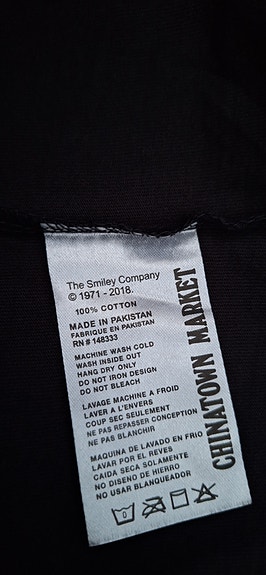 The Smiley Company
© 1971 - 2018.
100% COTTON
MADE IN PAKISTAN
FABRIQUE EN PAKISTAN
RN # 148333
MACHINE WASH COLD
WASH INSIDE OUT
HANG DRY ONLY
DO NOT IRON DESIGN
DO NOT BLEACH
LAVAGE MACHINE A FROID
LAVER A L'ENVERS
COUP SEC SEULEMENT
NE PAS REPASSER CONCEPTION
NE PAS BLANCHIR
MAQUINA DE LAVADO EN FRIO
LAVAR POR EL REVES
CAIDA SECA SOLAMENTE
NO DISENO DE HIERRO
NO USAR BLANQUEADOR
CHINATOWN MARKET